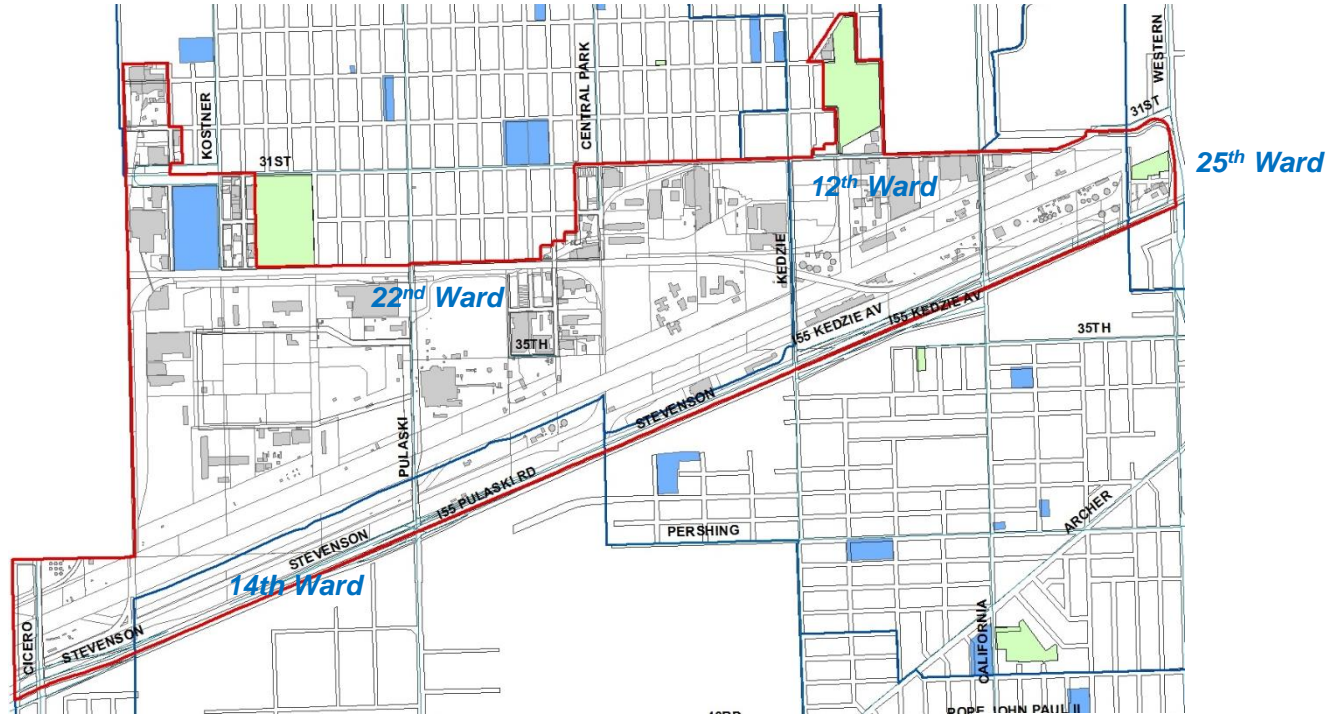 WESTERN
31ST
KOSTNER
CENTRAL PARK
31ST
25th Ward
12th Ward
KEDZIE
22nd Ward
I55 KEDZIE AV
I55 KEDZIE AV
35TH
35TH
STEVENSON
PULASKI
I55 PULASKI RD
PERSHING
ARCHER
STEVENSON
14th Ward
CALIFORNIA
CICERO
STEVENSON
POPE JOHN PAUL II